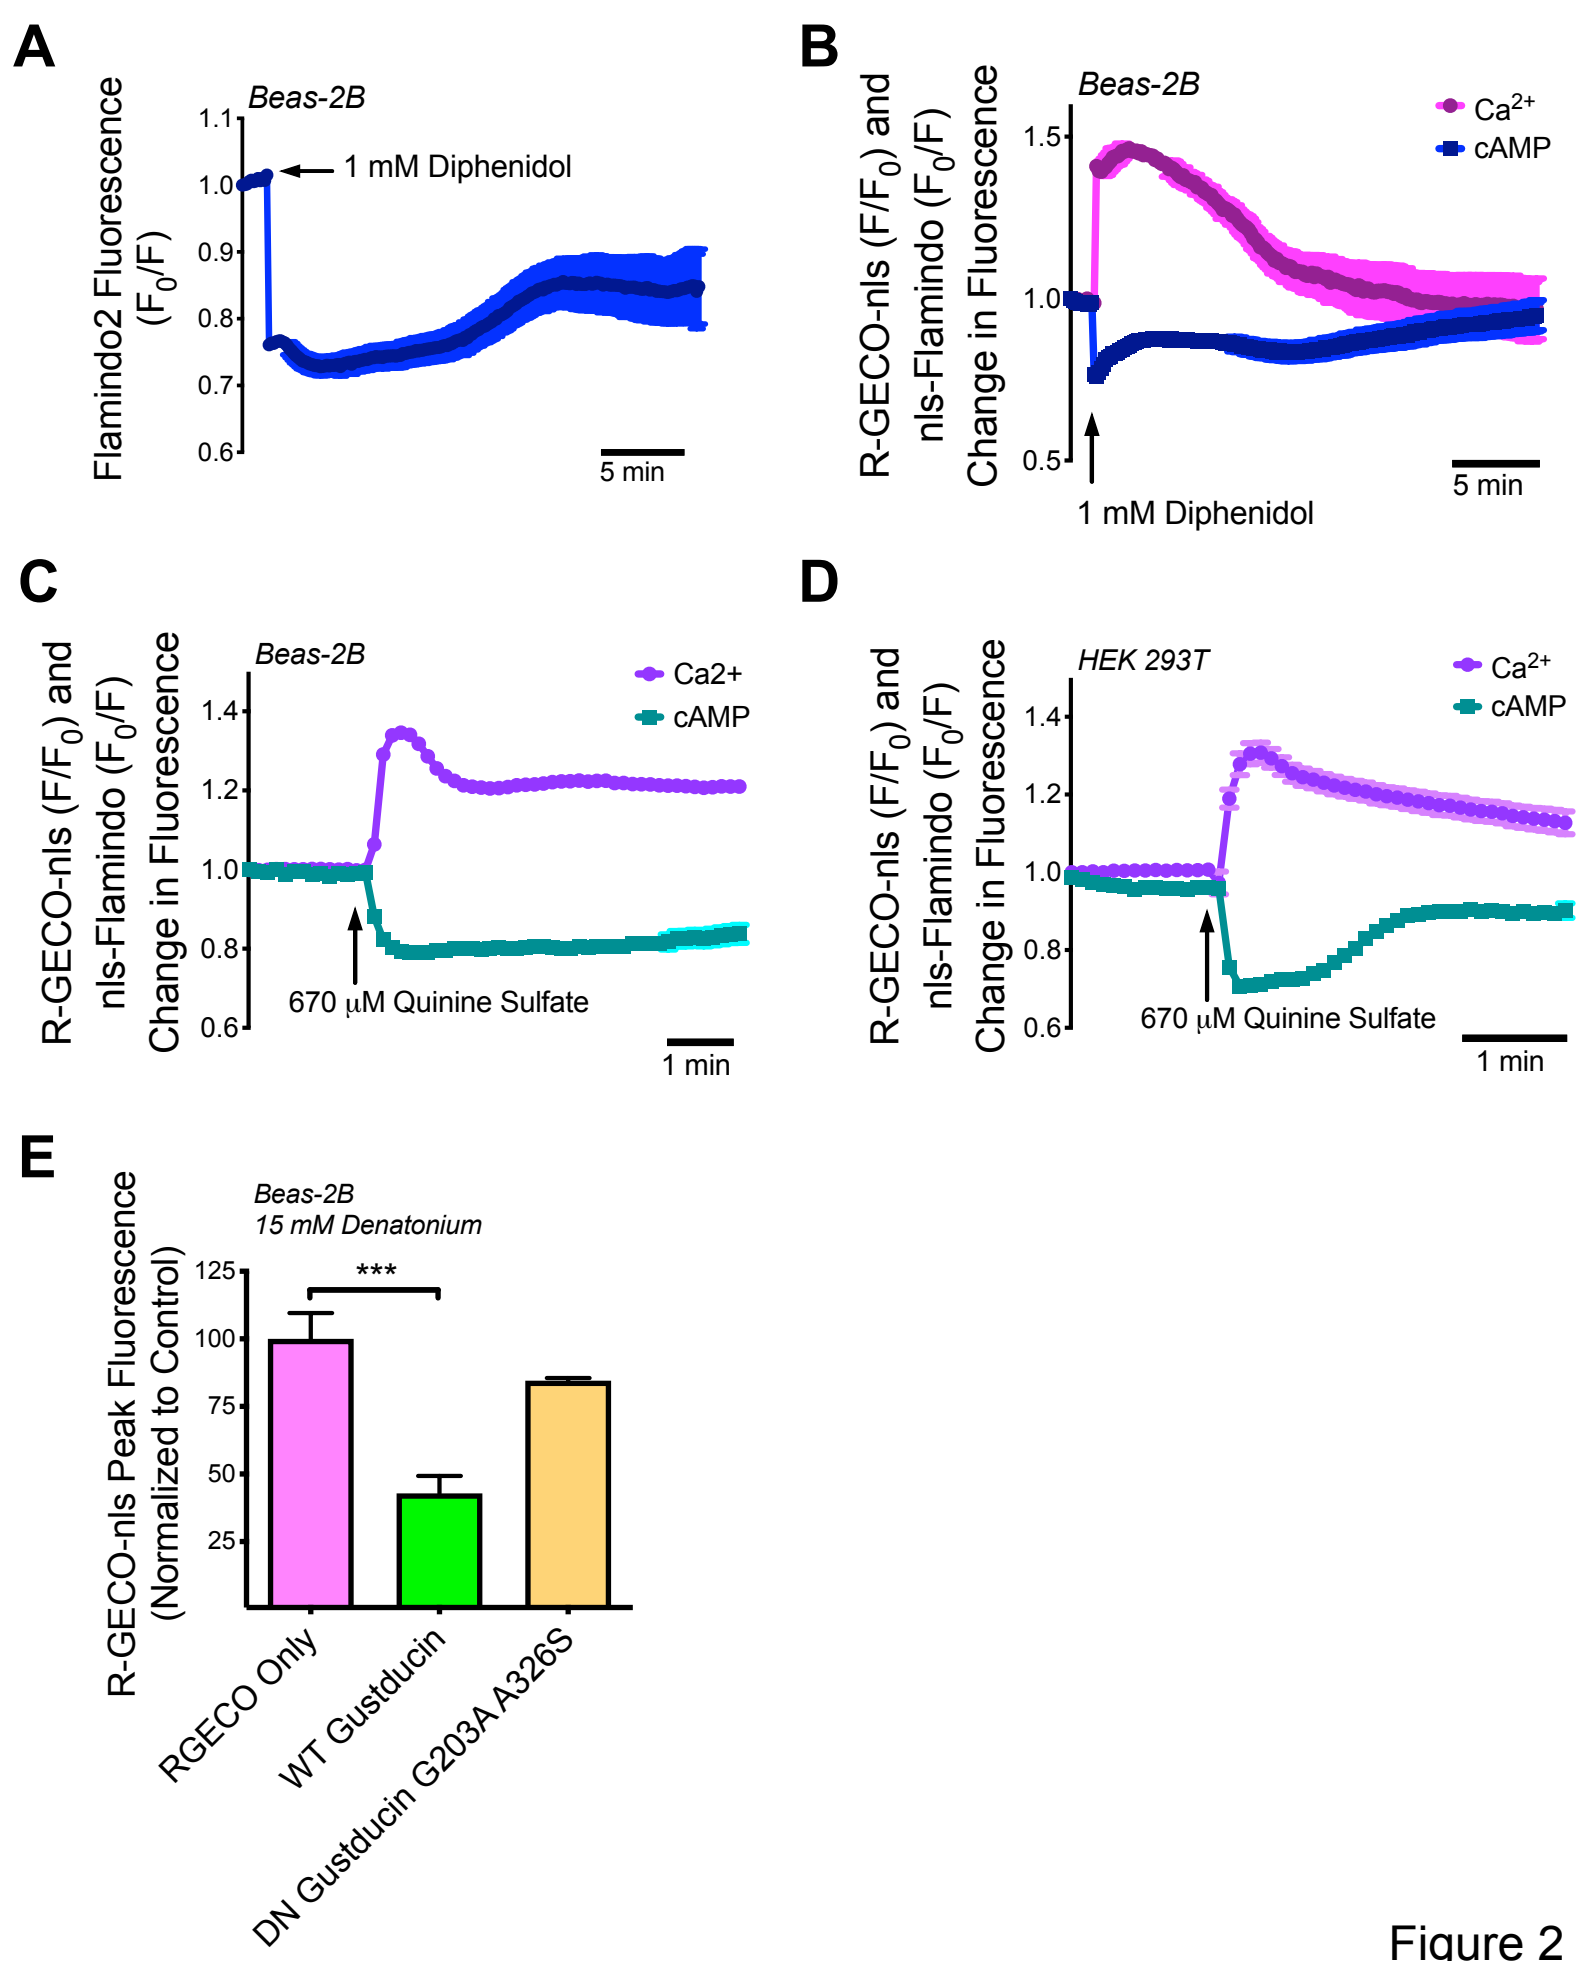 A
Beas-2B
Flamindo2 Fluorescence
(F0/F)
1.1
1.0
0.9
0.8
0.7
0.6
1 mM Diphenidol
5 min
B
Beas-2B
R-GECO-nls (F/F0) and
nls-Flamindo (F0/F)
Change in Fluorescence
1.5
1.0
0.5
Ca2+
cAMP
1 mM Diphenidol
5 min
C
Beas-2B
R-GECO-nls (F/F0) and
nls-Flamindo (F0/F)
Change in Fluorescence
1.4
1.2
1.0
0.8
0.6
Ca2+
cAMP
670 μM Quinine Sulfate
1 min
D
HEK 293T
R-GECO-nls (F/F0) and
nls-Flamindo (F0/F)
Change in Fluorescence
1.4
1.2
1.0
0.8
0.6
Ca2+
cAMP
670 μM Quinine Sulfate
1 min
E
Beas-2B
15 mM Denatonium
R-GECO-nls Peak Fluorescence
(Normalized to Control)
125
100
75
50
25
***
RGECO Only
WT Gustducin
DN Gustducin G203A A326S
Figure 2